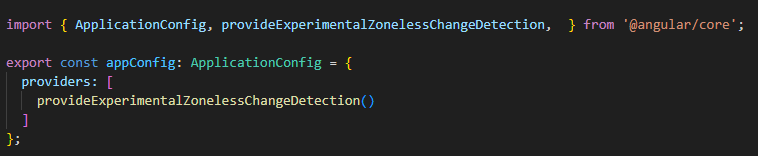 import { ApplicationConfig, provideExperimentalZonelessChangeDetection,  } from '@angular/core';

export const appConfig: ApplicationConfig = {
  providers: [
    provideExperimentalZonelessChangeDetection()
  ]
};